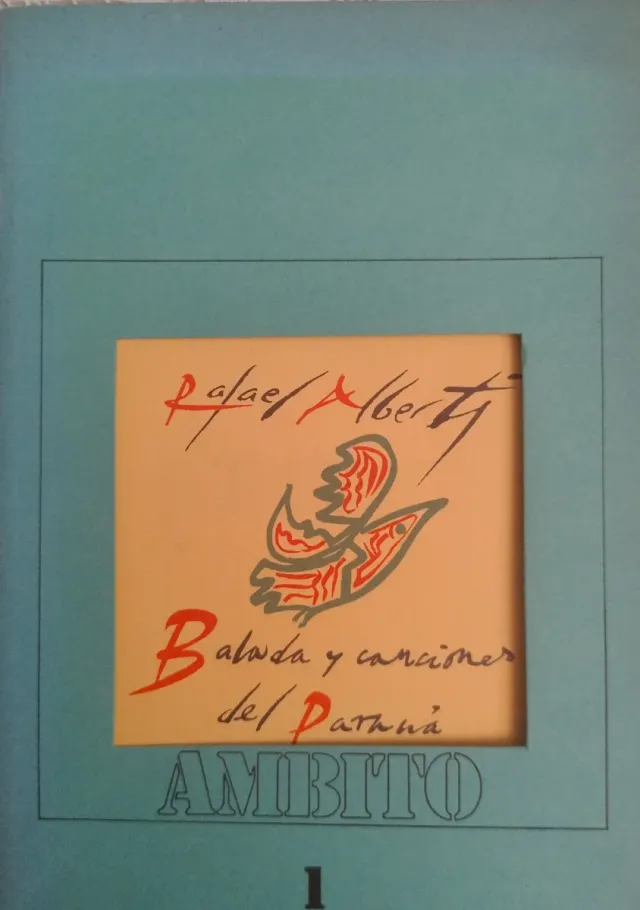 Rafael Alberti
Balada y canciones
del Paraná
AMBITO
1